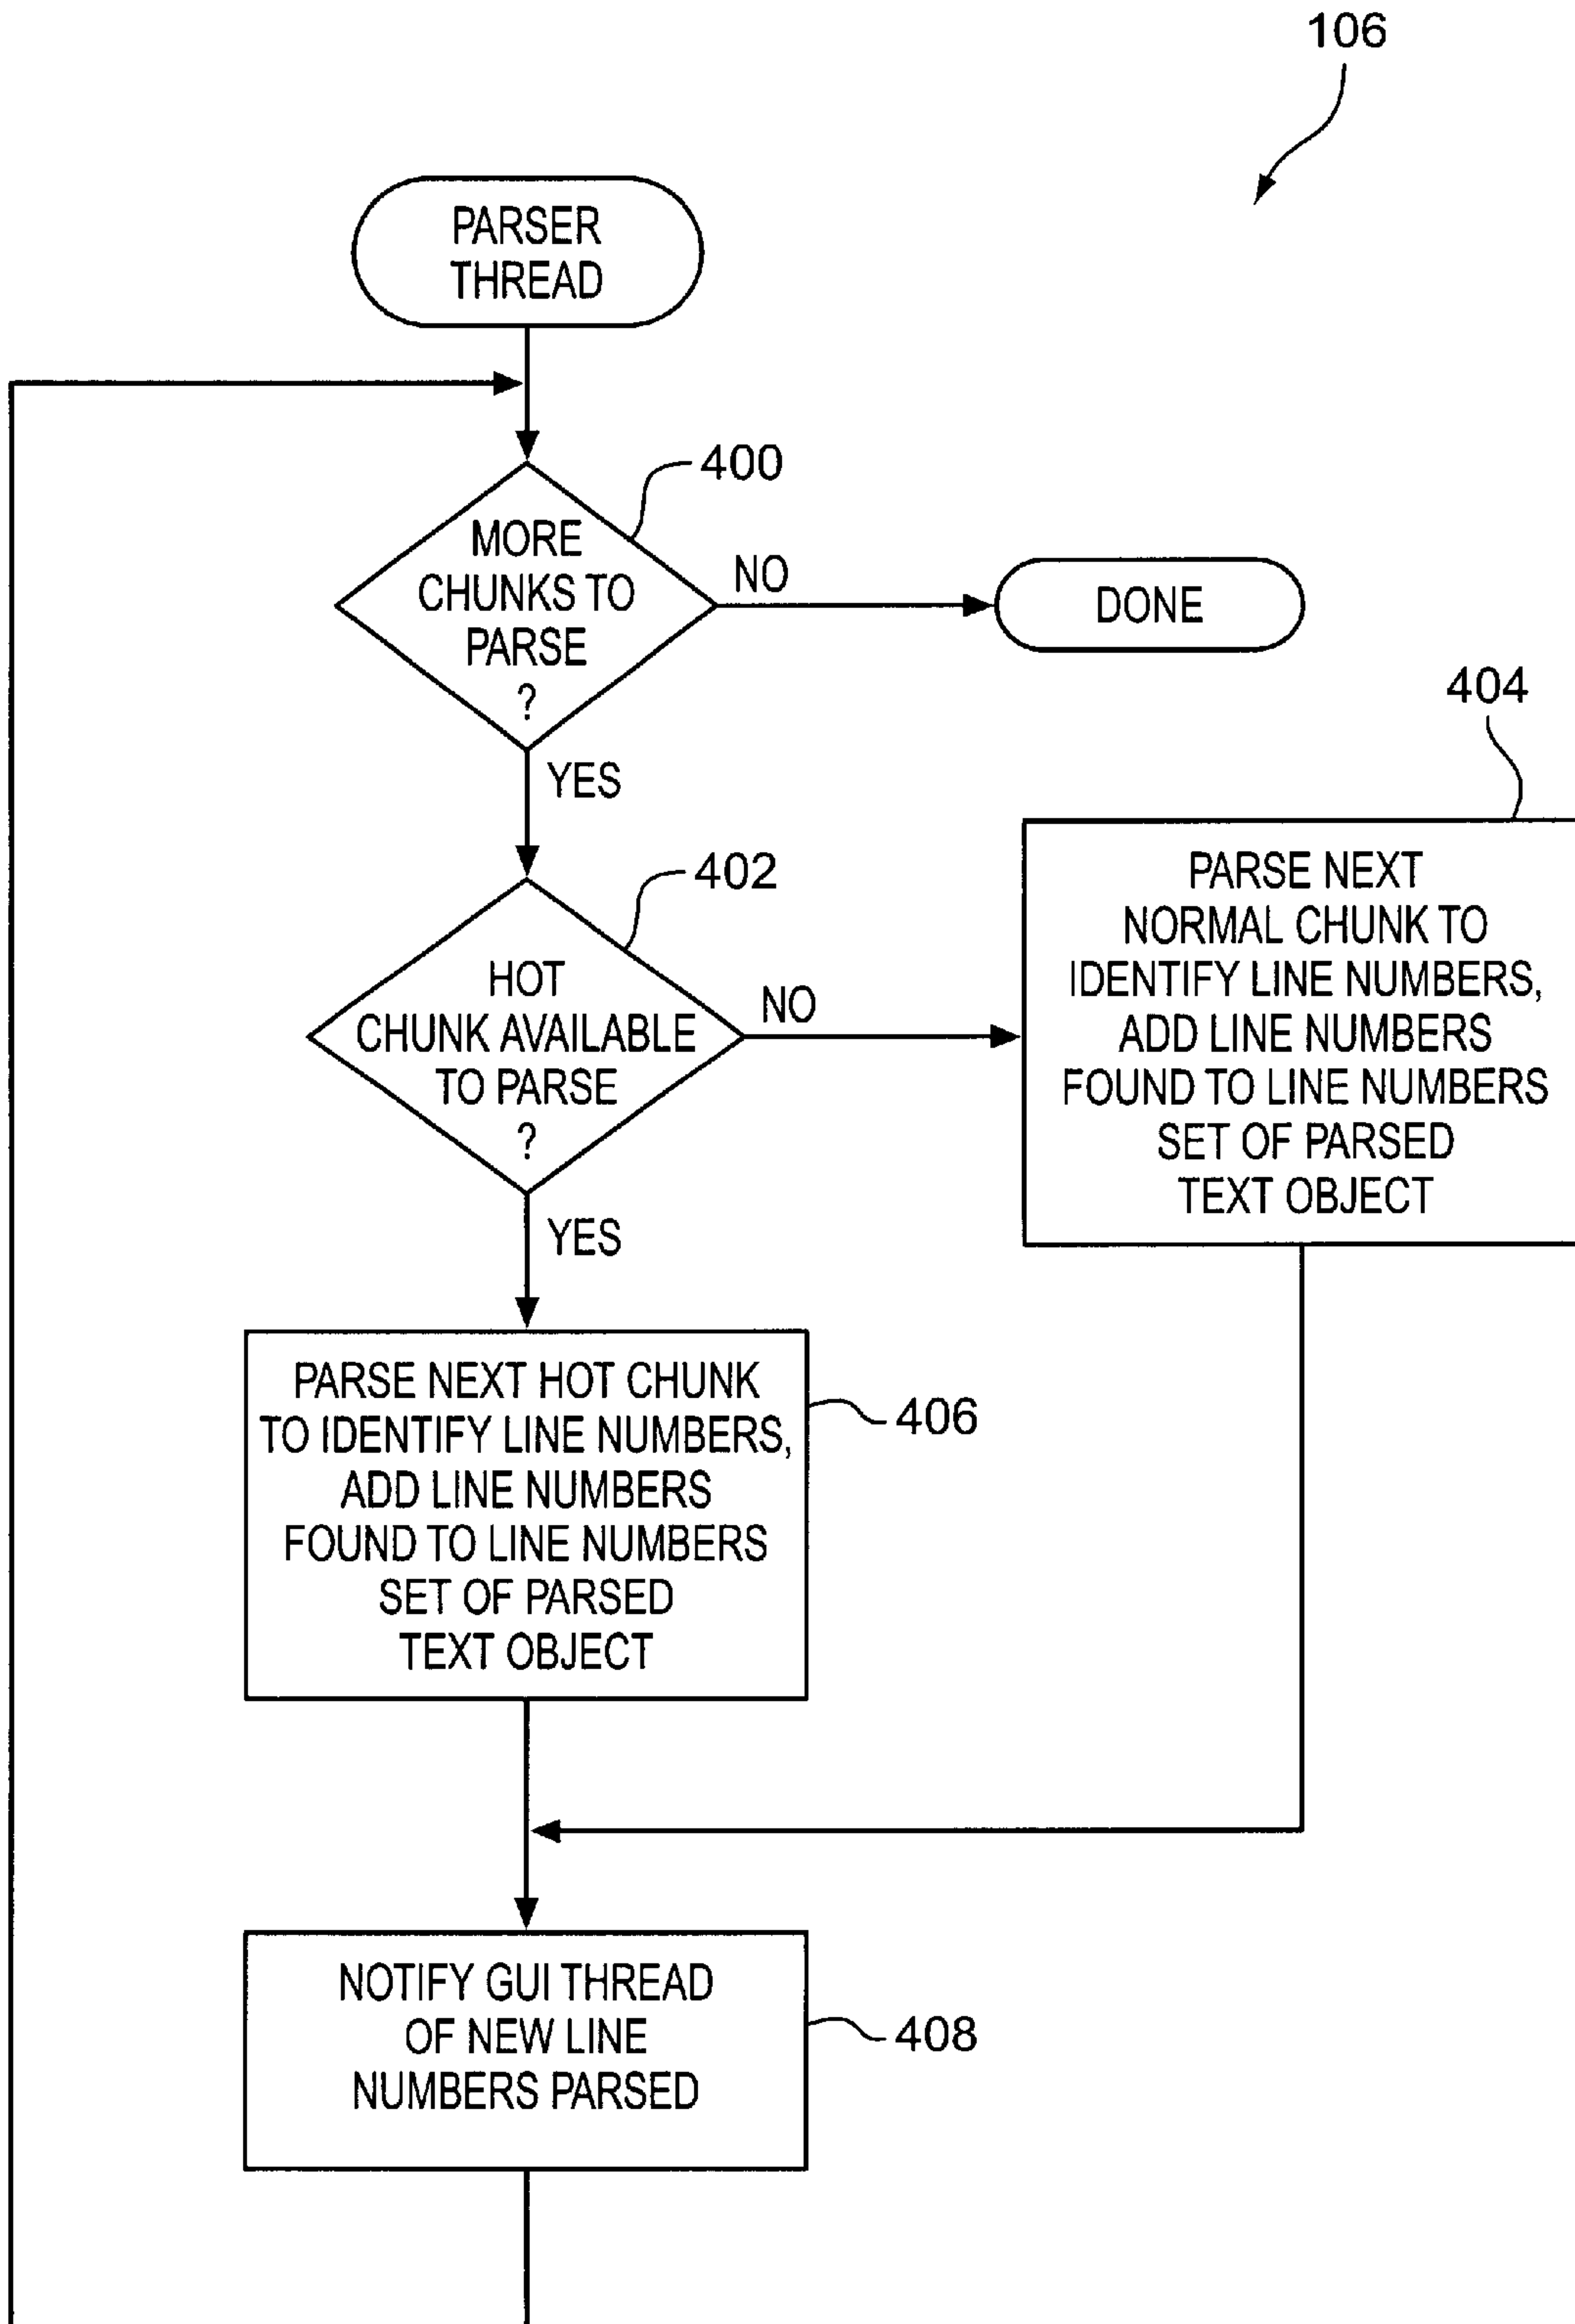 106
PARSER
THREAD
400
MORE
CHUNKS TO
PARSE
?
NO
DONE
YES
404
402
HOT
CHUNK AVAILABLE
TO PARSE
?
NO
PARSE NEXT
NORMAL CHUNK TO
IDENTIFY LINE NUMBERS,
ADD LINE NUMBERS
FOUND TO LINE NUMBERS
SET OF PARSED
TEXT OBJECT
YES
PARSE NEXT HOT CHUNK
TO IDENTIFY LINE NUMBERS,
ADD LINE NUMBERS
FOUND TO LINE NUMBERS
SET OF PARSED
TEXT OBJECT
406
NOTIFY GUI THREAD
OF NEW LINE
NUMBERS PARSED
408